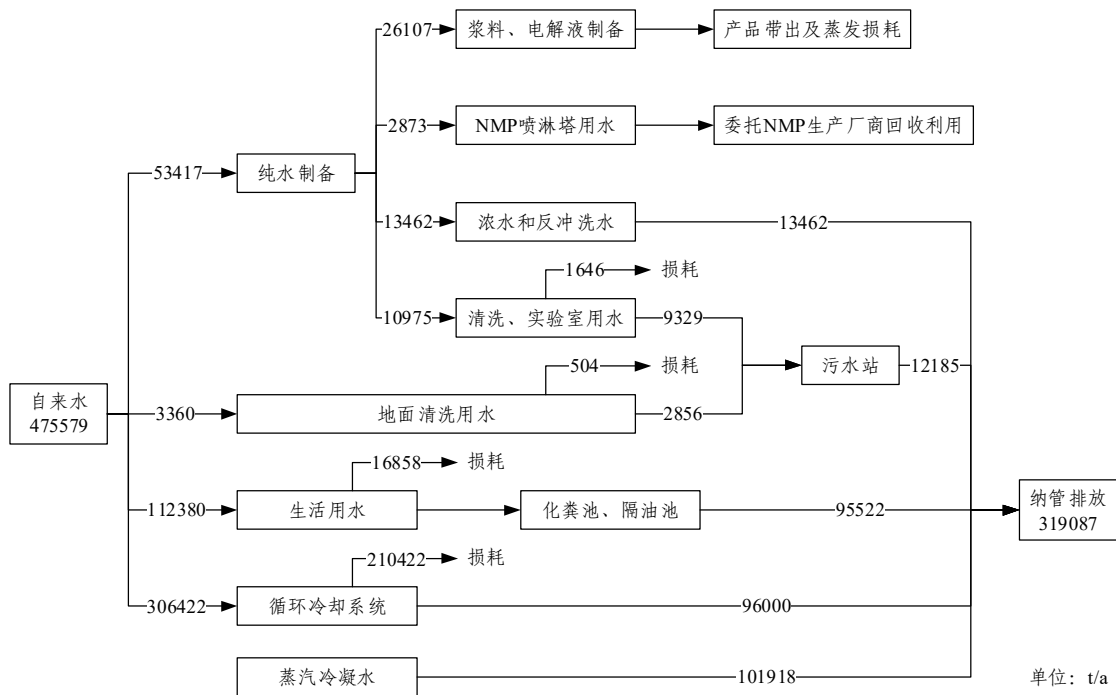 26107
浆料、电解液制备
产品带出及蒸发损耗
2873
NMP喷淋塔用水
委托NMP生产厂商回收利用
53417
纯水制备
13462
浓水和反冲洗水
13462
1646
损耗
10975
清洗、实验室用水
9329
504
损耗
污水站
12185
自来水
475579
3360
地面清洗用水
2856
16858
损耗
112380
生活用水
化粪池、隔油池
95522
纳管排放
319087
210422
损耗
306422
循环冷却系统
96000
蒸汽冷凝水
101918
单位：t/a